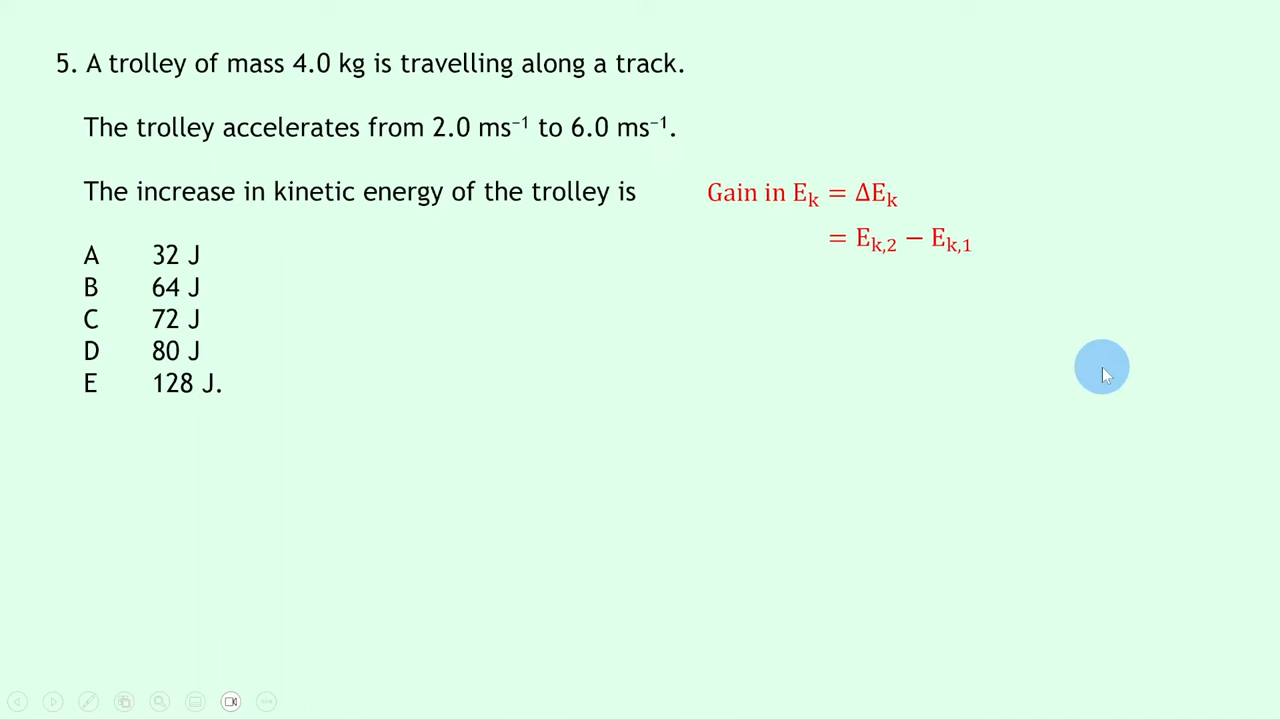 5. A trolley of mass 4.0 kg is travelling along a track.
The trolley accelerates from 2.0 ms⁻¹ to 6.0 ms⁻¹.
The increase in kinetic energy of the trolley is
A 32 J
B 64 J
C 72 J
D 80 J
E 128 J.
Gain in Eₖ = ΔEₖ
= Eₖ,₂ − Eₖ,₁